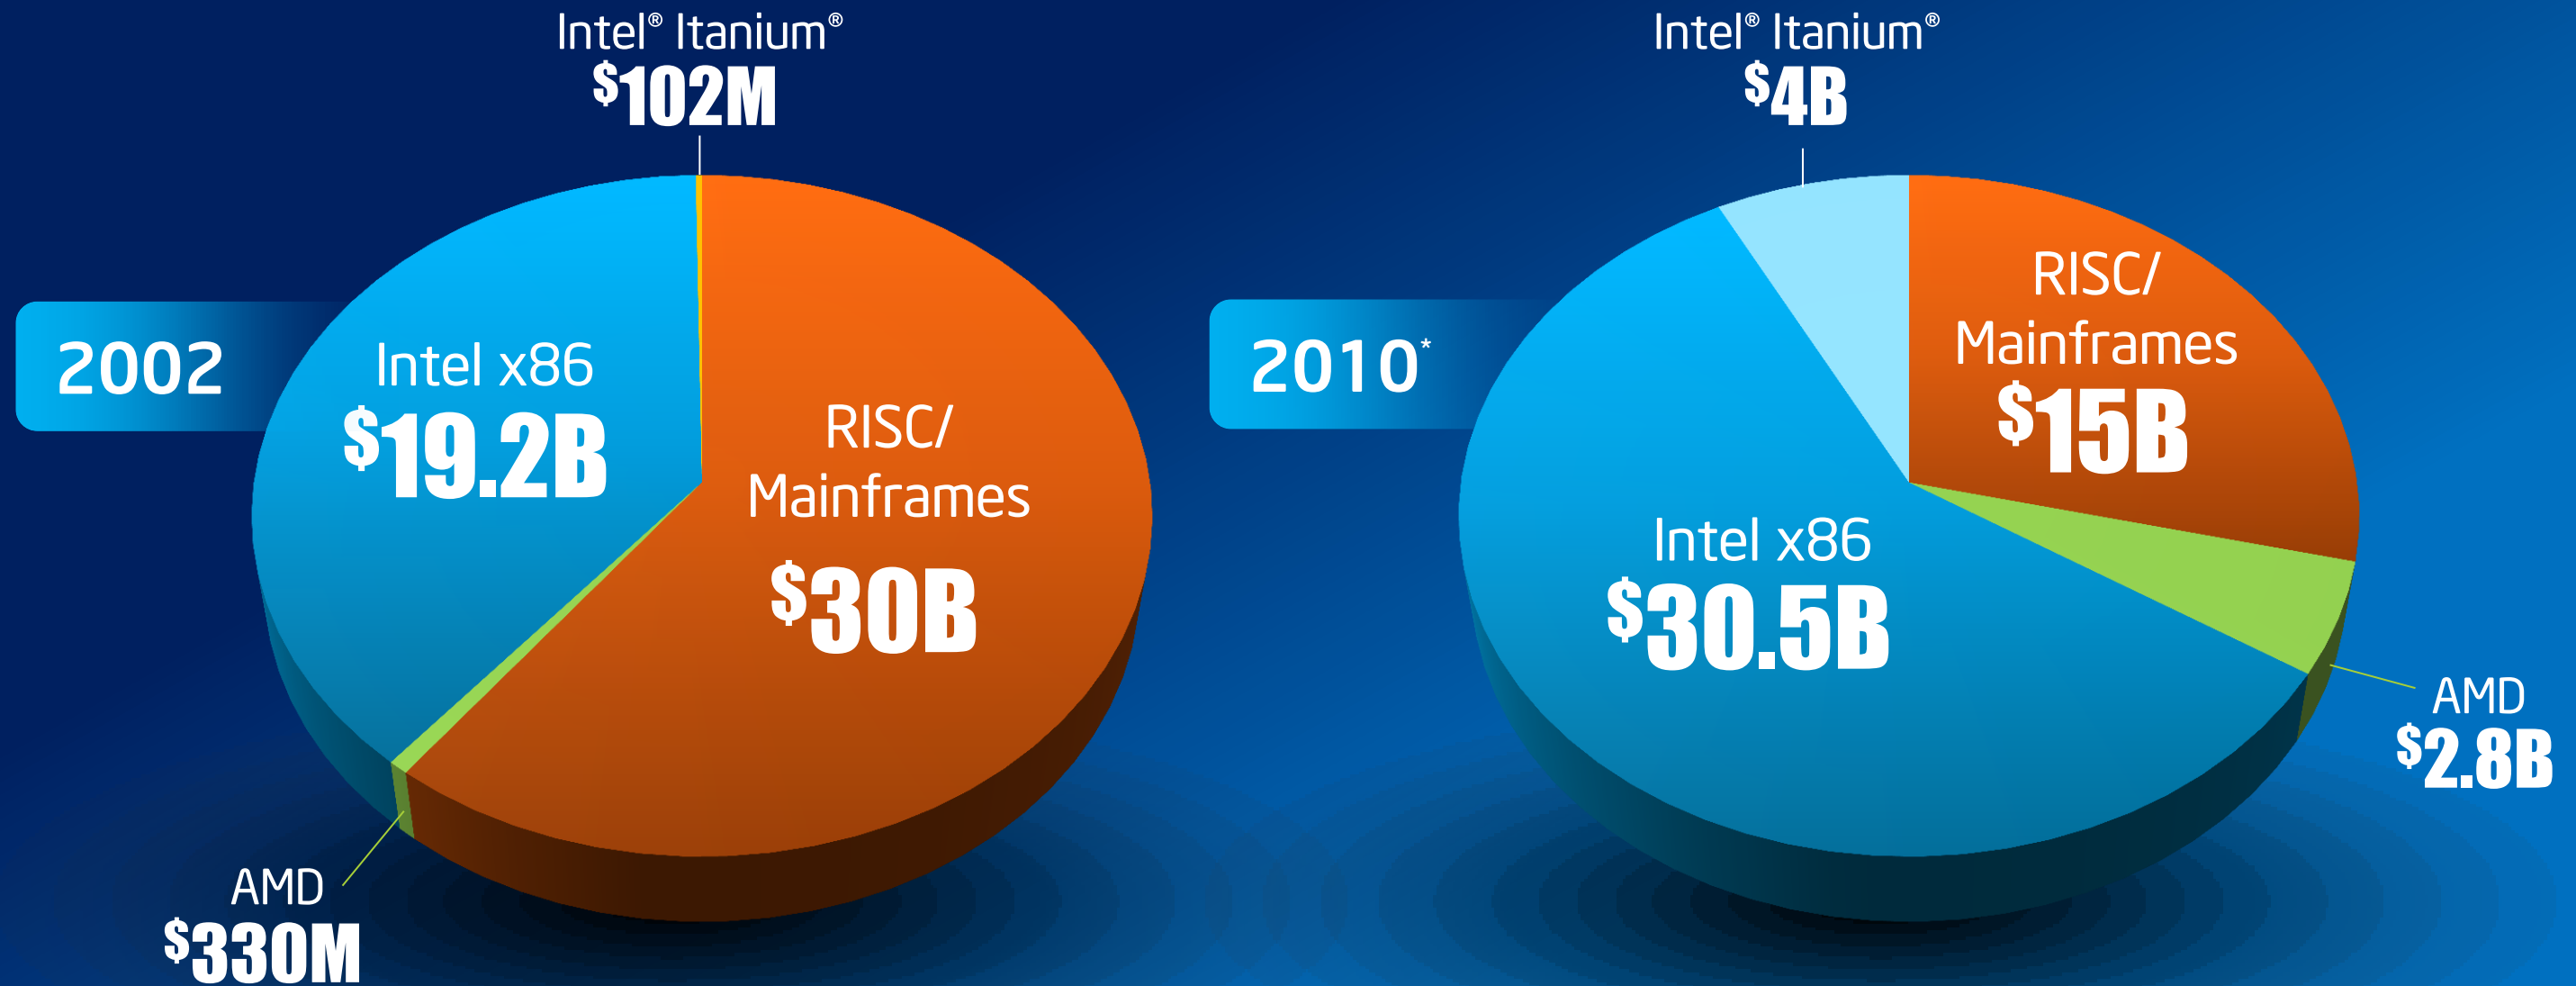 Intel® Itanium®
$102M
2002
Intel x86
$19.2B
RISC/
Mainframes
$30B
AMD
$330M
Intel® Itanium®
$4B
2010*
RISC/
Mainframes
$15B
Intel x86
$30.5B
AMD
$2.8B